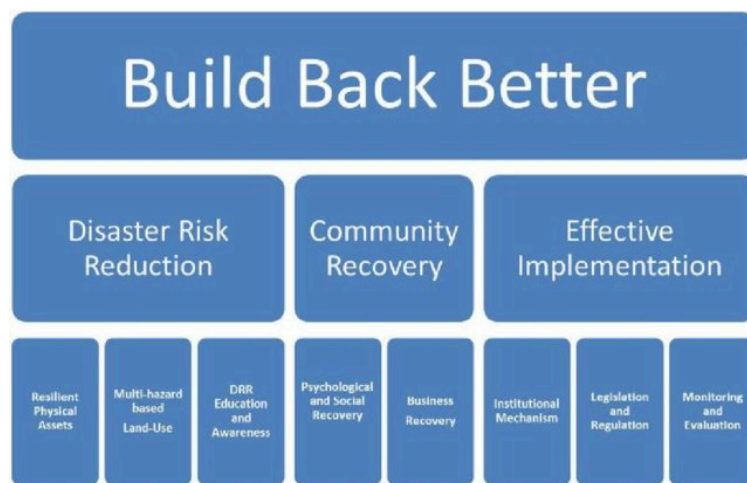 Build Back Better
Disaster Risk
Reduction
Community
Recovery
Effective
Implementation
Resilient
Physical
Assets
Multi-hazard
based
Land-Use
DRR
Education
and
Awareness
Psychological
and Social
Recovery
Business
Recovery
Institutional
Mechanism
Legislation
and
Regulation
Monitoring
and
Evaluation